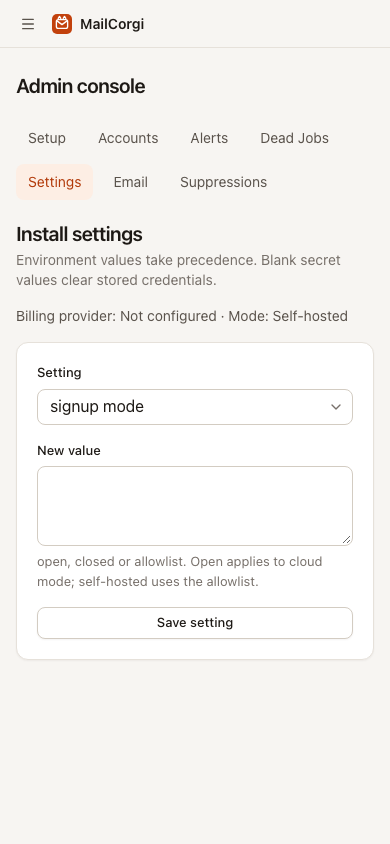 MailCorgi
Admin console
Setup Accounts Alerts Dead Jobs
Settings Email Suppressions
Install settings
Environment values take precedence. Blank secret
values clear stored credentials.
Billing provider: Not configured · Mode: Self-hosted
Setting
signup mode
New value
open, closed or allowlist. Open applies to cloud
mode; self-hosted uses the allowlist.
Save setting